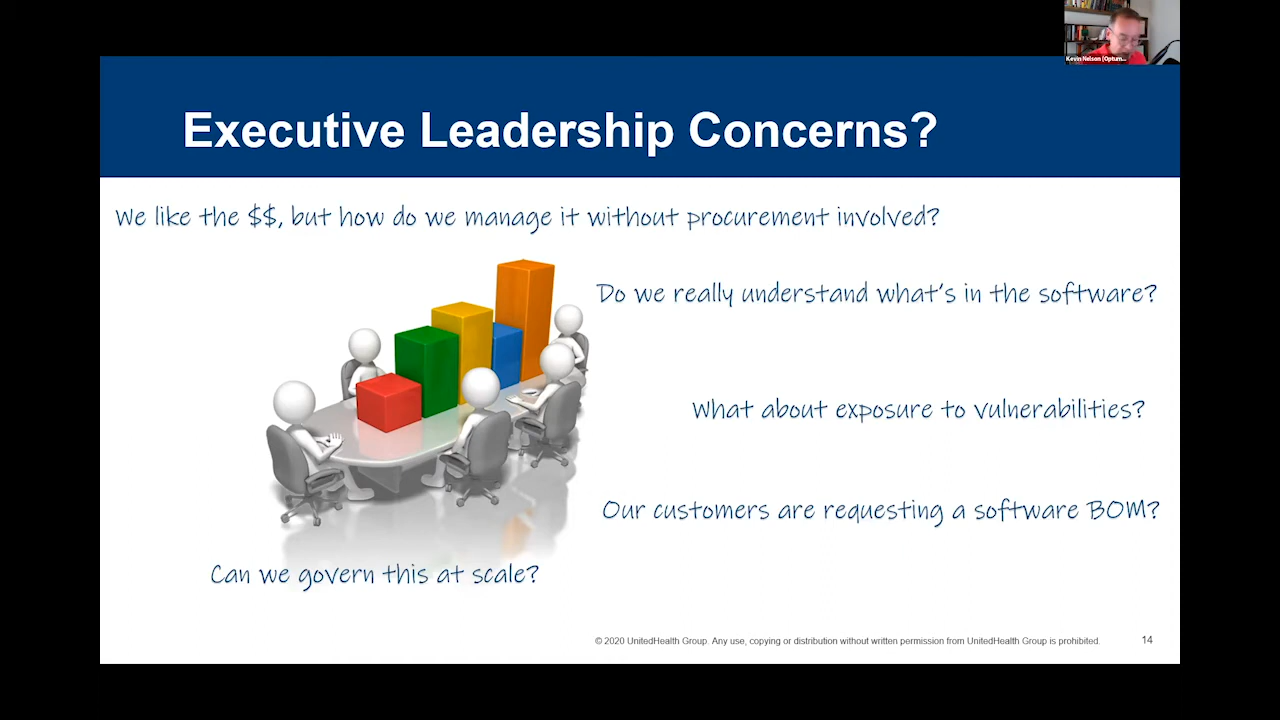 Kevin Nelson (Optum...
Executive Leadership Concerns?
We like the $$, but how do we manage it without procurement involved?
Do we really understand what's in the software?
What about exposure to vulnerabilities?
Our customers are requesting a software BOM?
Can we govern this at scale?
© 2020 UnitedHealth Group. Any use, copying or distribution without written permission from UnitedHealth Group is prohibited.
14